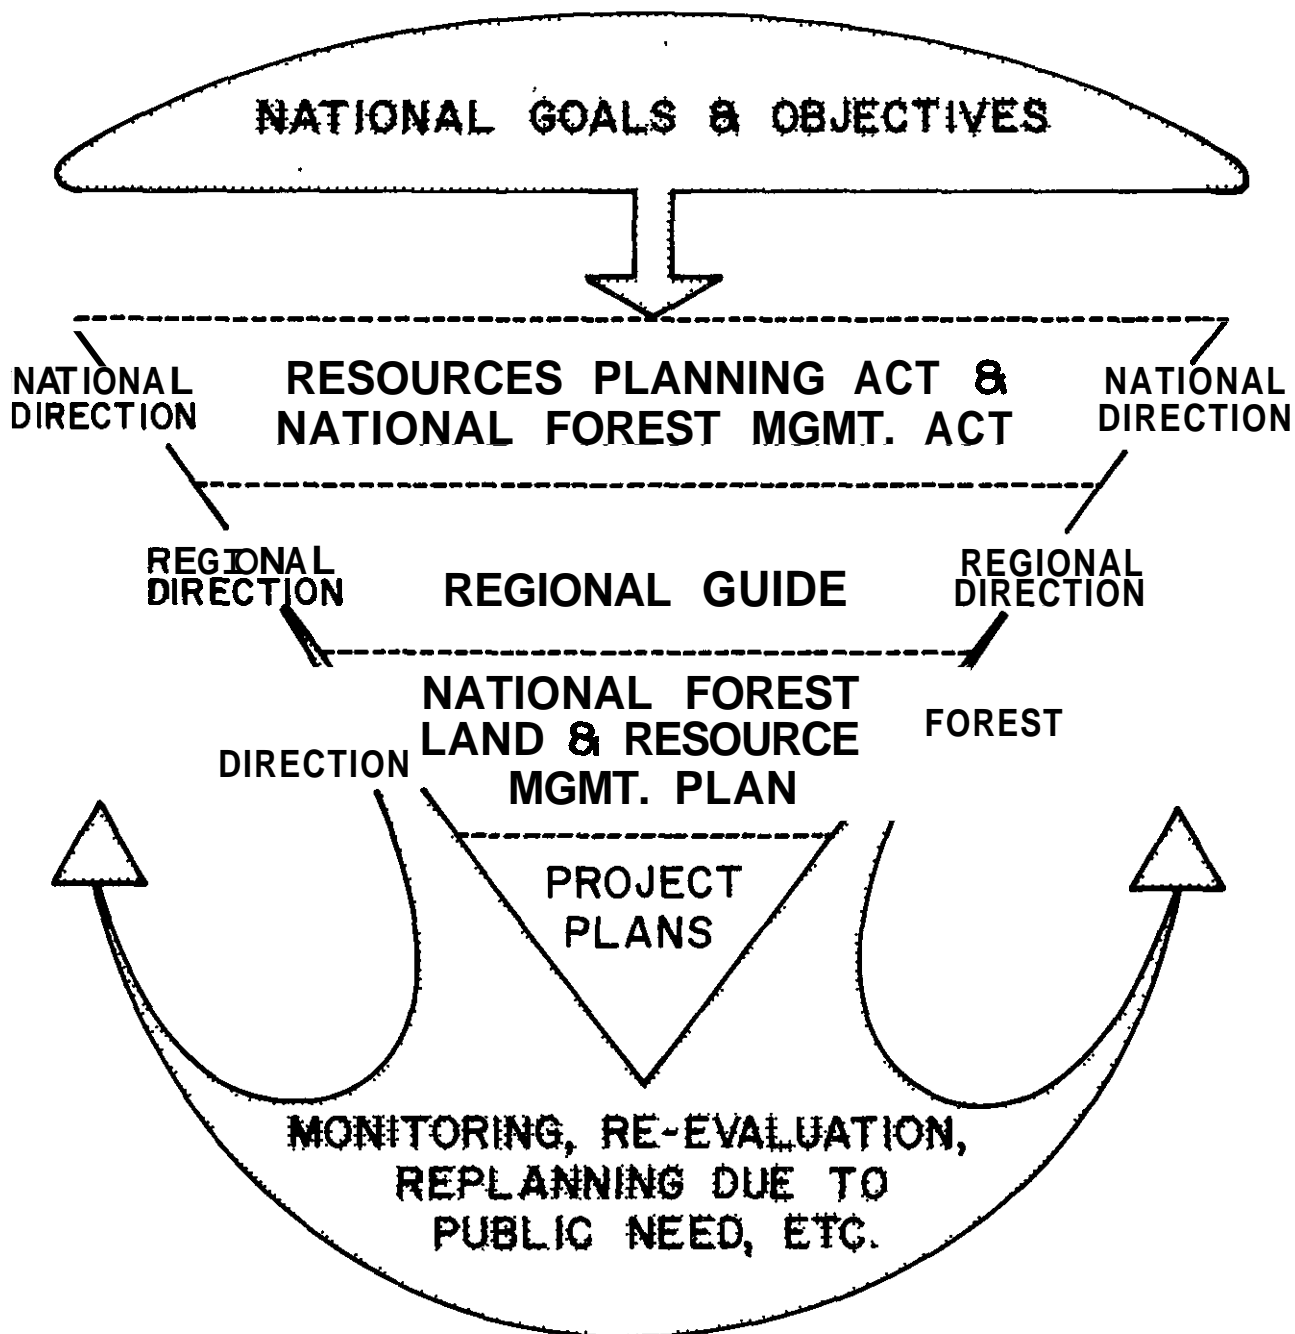 NATIONAL GOALS & OBJECTIVES
NATIONAL
DIRECTION
RESOURCES PLANNING ACT &
NATIONAL FOREST MGMT. ACT
NATIONAL
DIRECTION
REGIONAL
DIRECTION
REGIONAL GUIDE
REGIONAL
DIRECTION
NATIONAL FOREST
LAND & RESOURCE
MGMT. PLAN
FOREST
DIRECTION
PROJECT
PLANS
MONITORING, RE-EVALUATION,
REPLANNING DUE TO
PUBLIC NEED, ETC.